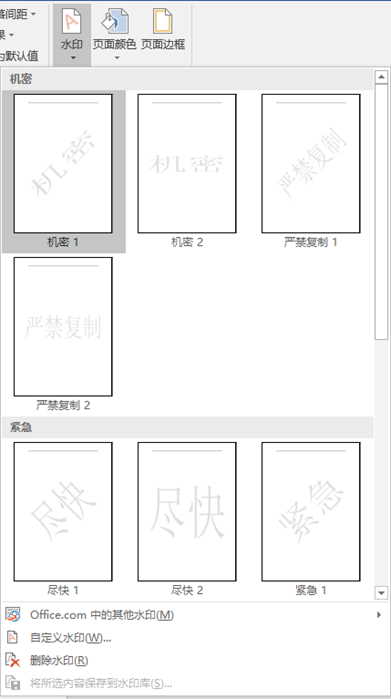 落间距
果
为默认值
水印
页面颜色
页面边框
机密
机密
机密
严禁复制
机密 1
机密 2
严禁复制 1
严禁复制
严禁复制 2
紧急
尽快
尽快
紧急
尽快 1
尽快 2
紧急 1
Office.com 中的其他水印(M)
自定义水印(W)...
删除水印(R)
将所选内容保存到水印库(S)...